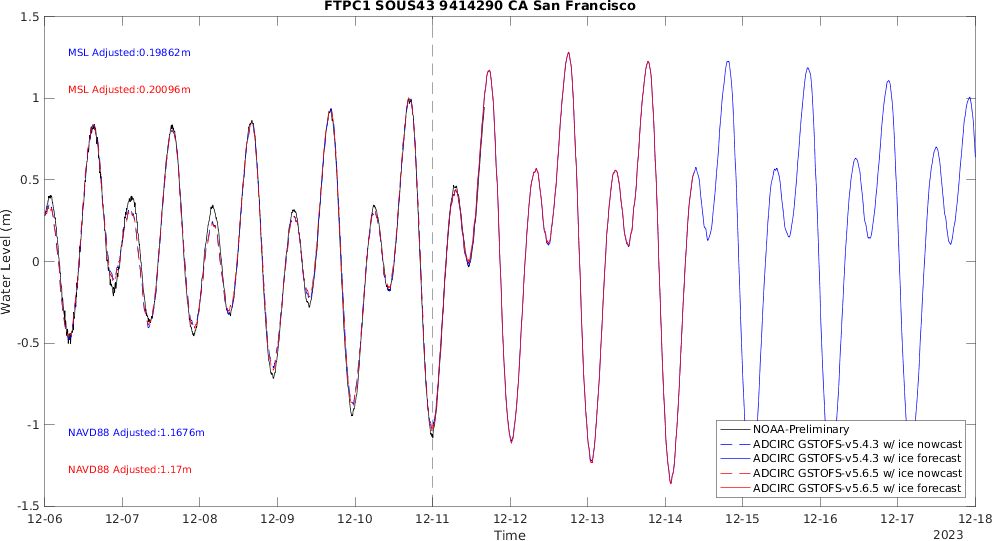 FTPC1 SOUS43 9414290 CA San Francisco
1.5
1
0.5
0
-0.5
-1
-1.5
Water Level (m)
MSL Adjusted:0.19862m
MSL Adjusted:0.20096m
NAVD88 Adjusted:1.1676m
NAVD88 Adjusted:1.17m
NOAA-Preliminary
ADCIRC GSTOFS-v5.4.3 w/ ice nowcast
ADCIRC GSTOFS-v5.4.3 w/ ice forecast
ADCIRC GSTOFS-v5.6.5 w/ ice nowcast
ADCIRC GSTOFS-v5.6.5 w/ ice forecast
12-06 12-07 12-08 12-09 12-10 12-11 12-12 12-13 12-14 12-15 12-16 12-17 12-18
Time
2023